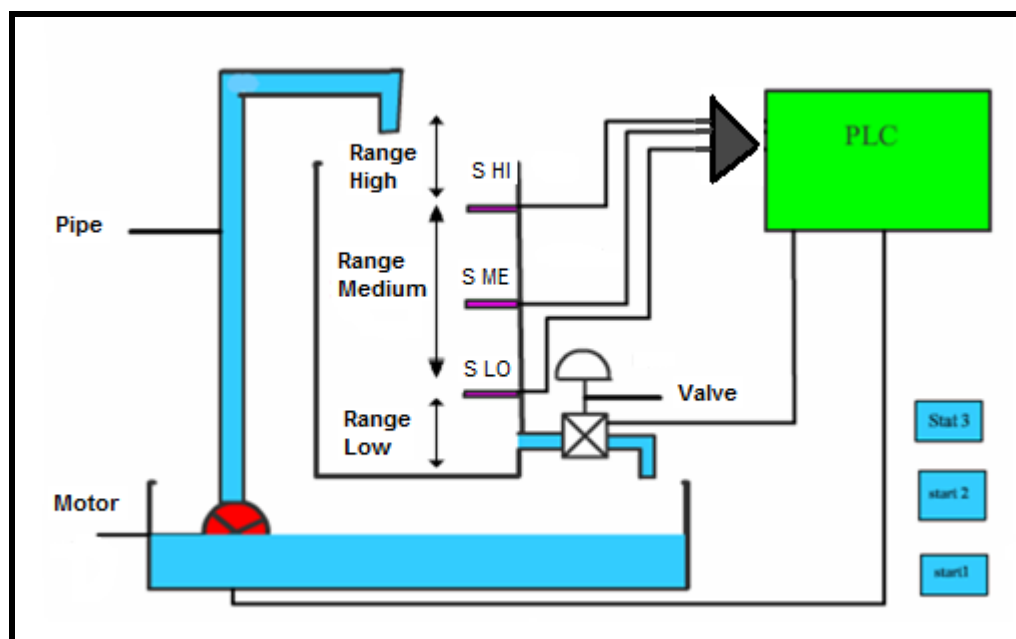 PLC
Range
High
S HI
Pipe
Range
Medium
S ME
S LO
Valve
Range
Low
Stat 3
Motor
start 2
start1